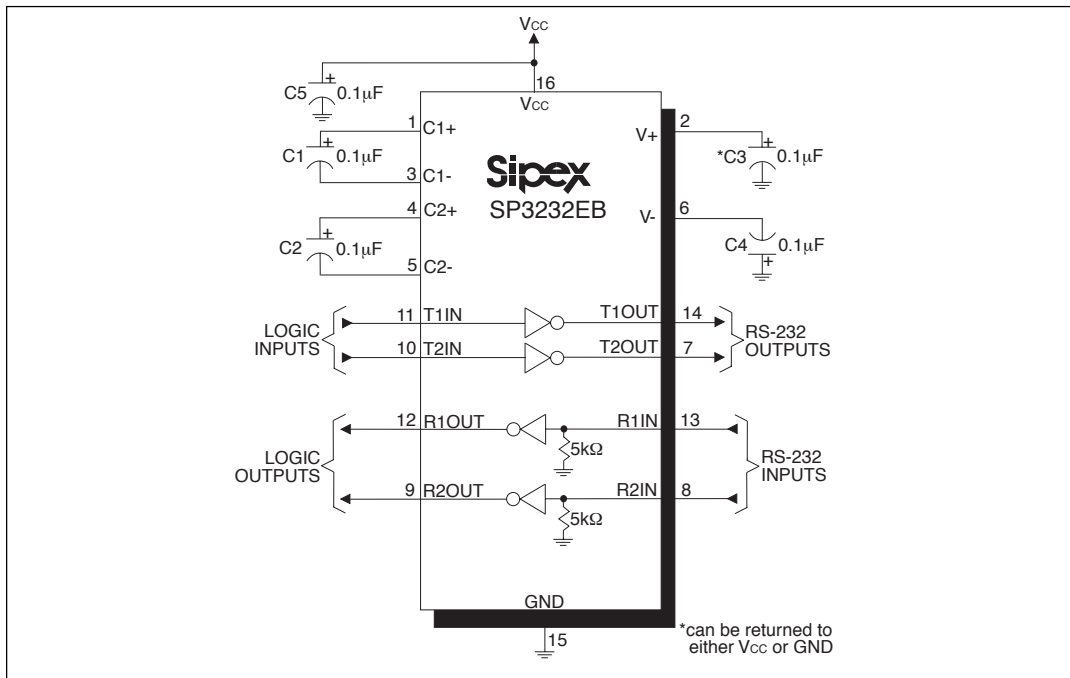 VCC
C5
+
0.1µF
16
VCC
1
C1+
C1
+
0.1µF
3
C1-
4
C2+
C2
+
0.1µF
5
C2-
Sipex
SP3232EB
V+
2
*C3
+
0.1µF
V-
6
C4
0.1µF
+
LOGIC
INPUTS
11
T1IN
T1OUT
14
10
T2IN
T2OUT
7
RS-232
OUTPUTS
LOGIC
OUTPUTS
12
R1OUT
R1IN
13
5kΩ
9
R2OUT
R2IN
8
5kΩ
RS-232
INPUTS
GND
15
*can be returned to
either VCC or GND